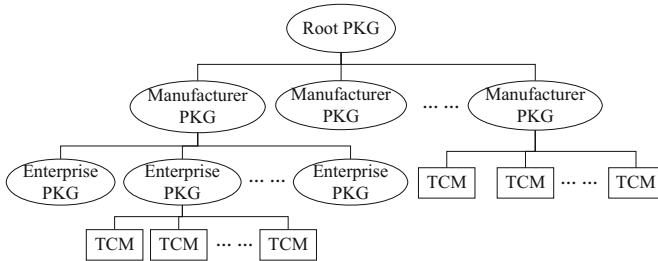 Root PKG
Manufacturer
PKG
Manufacturer
PKG
... ...
Manufacturer
PKG
Enterprise
PKG
Enterprise
PKG
... ...
Enterprise
PKG
TCM
TCM
... ...
TCM
TCM
TCM
... ...
TCM